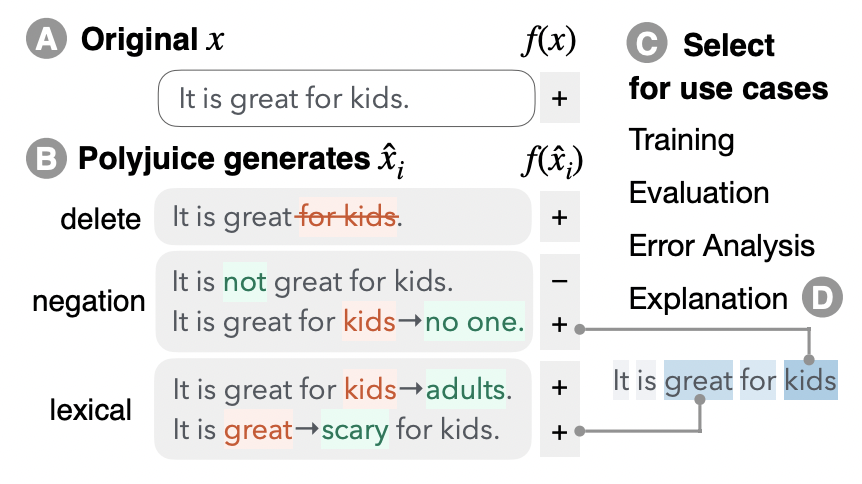 A Original x f(x)
It is great for kids. +
B Polyjuice generates x̂ᵢ f(x̂ᵢ)
delete It is great for kids. +
negation
It is not great for kids. −
It is great for kids→no one. +
lexical
It is great for kids→adults. +
It is great→scary for kids. +
C Select
for use cases
Training
Evaluation
Error Analysis
Explanation D
It is great for kids